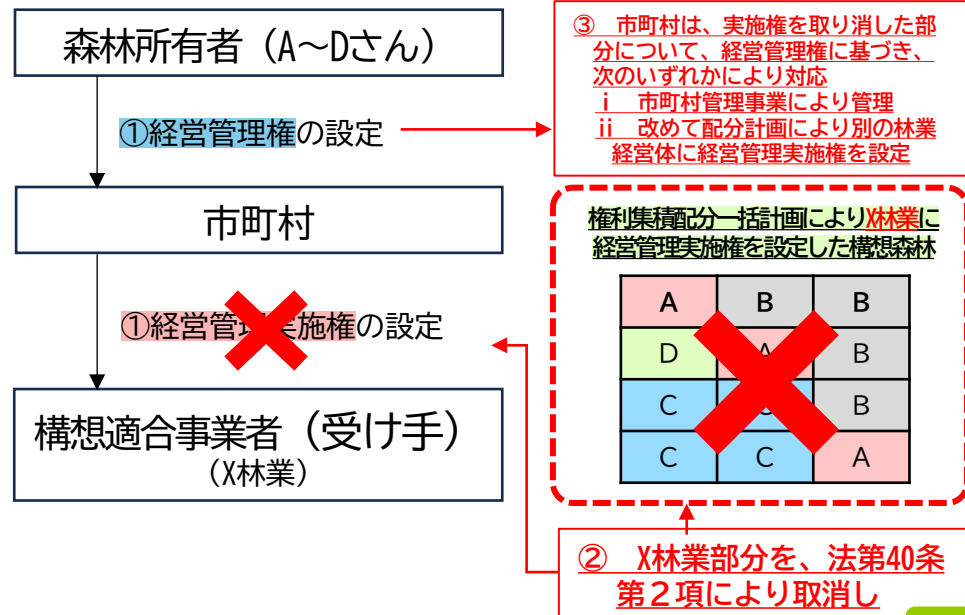 森林所有者（A～Dさん）
①経営管理権の設定
市町村
①経営管理実施権の設定
構想適合事業者（受け手）
（X林業）
③　市町村は、実施権を取り消した部
分について、経営管理権に基づき、
次のいずれかにより対応
ⅰ　市町村管理事業により管理
ⅱ　改めて配分計画により別の林業
経営体に経営管理実施権を設定
権利集積配分一括計画によりX林業に
経営管理実施権を設定した構想森林
A B B
D A B
C B
C C A
②　X林業部分を、法第40条
第２項により取消し